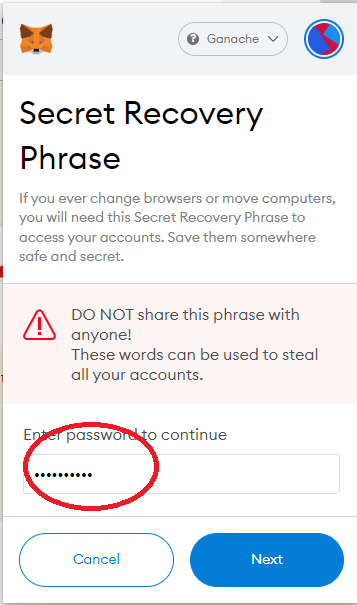 Ganache
Secret Recovery
Phrase
If you ever change browsers or move computers,
you will need this Secret Recovery Phrase to
access your accounts. Save them somewhere
safe and secret.
DO NOT share this phrase with
anyone!
These words can be used to steal
all your accounts.
Enter password to continue
••••••••••
Cancel
Next